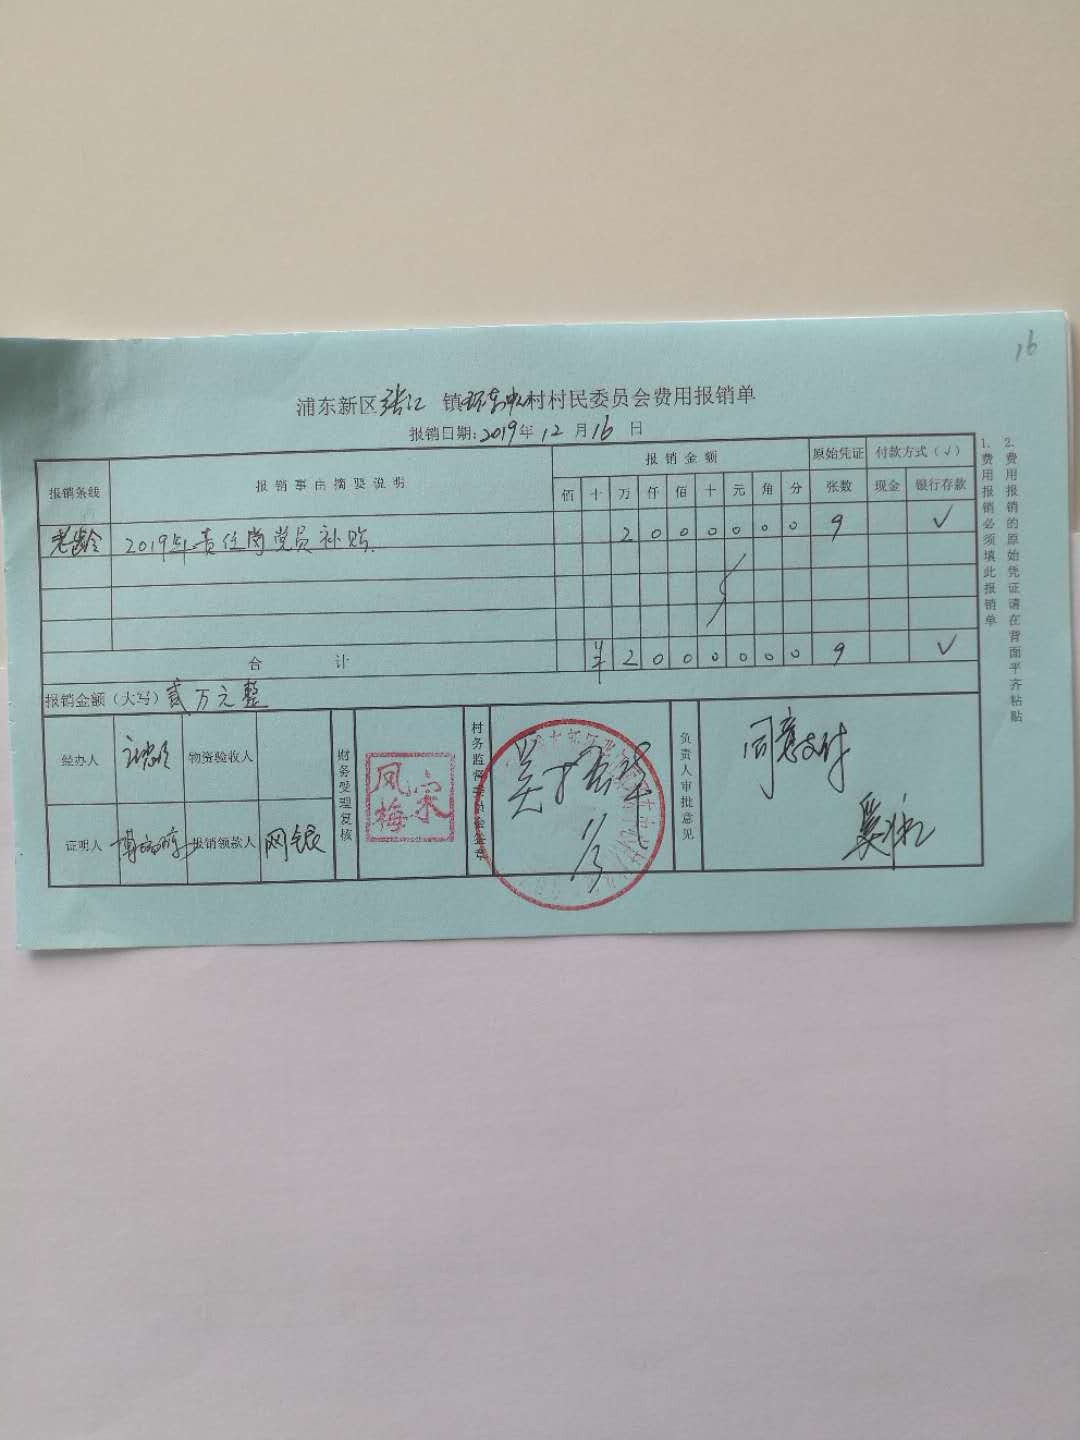 16
浦东新区张江 镇环东中心村村民委员会费用报销单
报销日期:2019年12月16日
报销条线 报销事由摘要说明 报销金额 原始凭证 付款方式(√)
佰 十 万 仟 佰 十 元 角 分 张数 现金 银行存款
老龄 2019年责任岗党员补贴. 2 0 0 0 0 0 0 9 √
合计 ¥ 2 0 0 0 0 0 0 9 √
报销金额(大写)贰万元整
经办人 物资验收人
证明人 报销领款人 网银
财务受理复核
凤梅 宋
村务监督委员会签章
1/3
负责人审批意见
同意支付
1.费用报销必须填此报销单
2.费用报销的原始凭证请在背面平齐粘贴